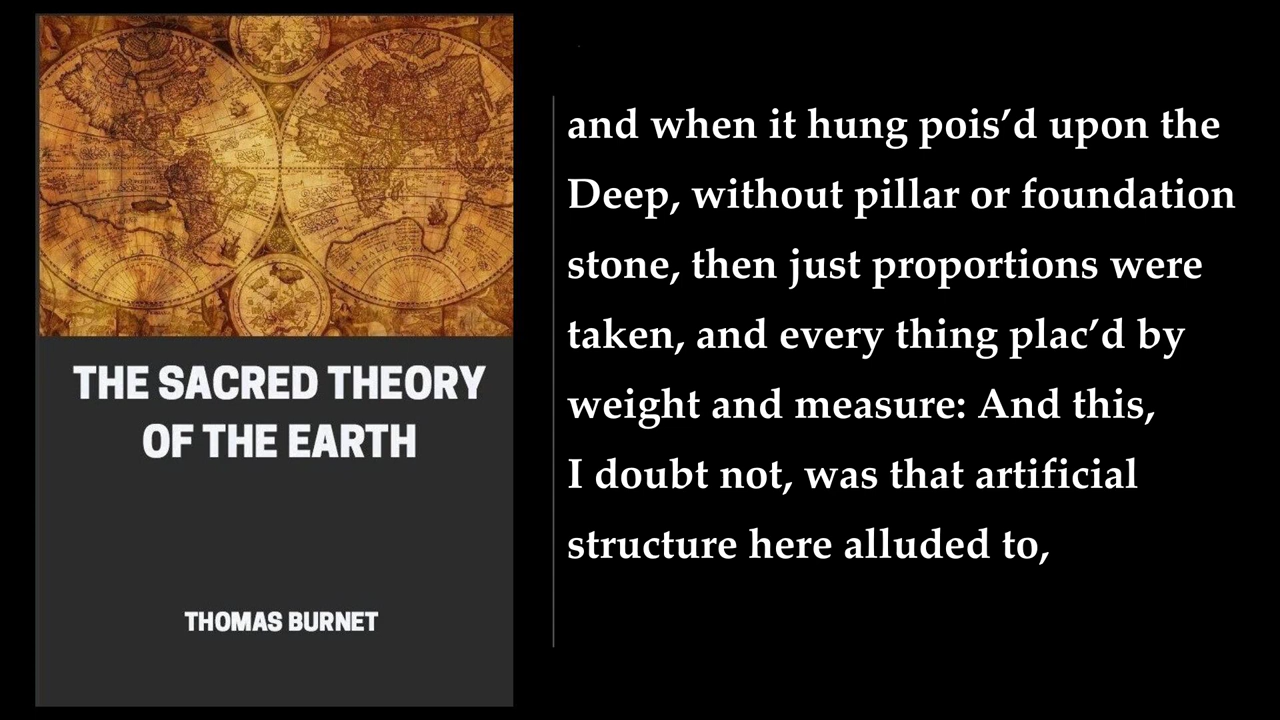 THE SACRED THEORY
OF THE EARTH
THOMAS BURNET
and when it hung pois’d upon the
Deep, without pillar or foundation
stone, then just proportions were
taken, and every thing plac’d by
weight and measure: And this,
I doubt not, was that artificial
structure here alluded to,